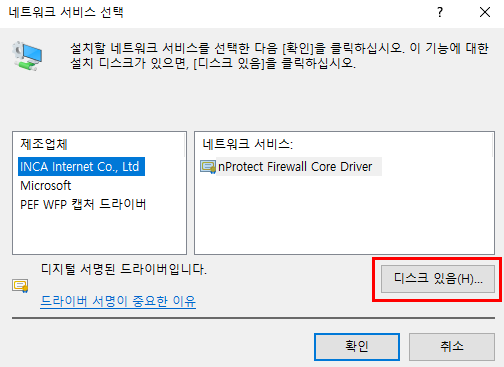 네트워크 서비스 선택
? ×
설치할 네트워크 서비스를 선택한 다음 [확인]을 클릭하십시오. 이 기능에 대한
설치 디스크가 있으면, [디스크 있음]을 클릭하십시오.
제조업체
INCA Internet Co., Ltd
Microsoft
PEF WFP 캡처 드라이버
네트워크 서비스:
nProtect Firewall Core Driver
디지털 서명된 드라이버입니다.
드라이버 서명이 중요한 이유
디스크 있음(H)...
확인
취소